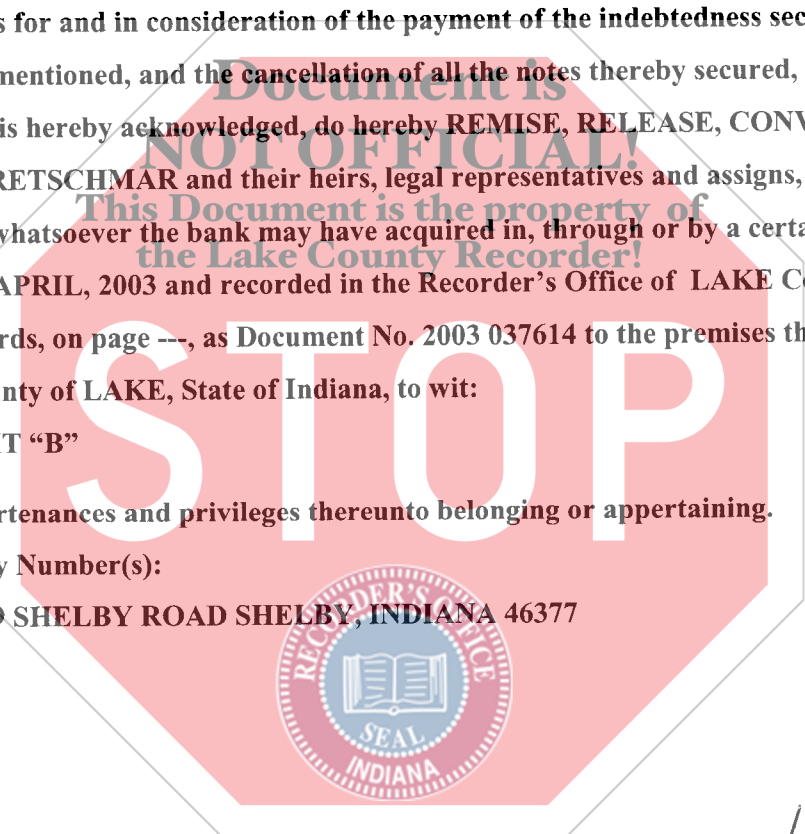 s for and in consideration of the payment of the indebtedness sec
mentioned, and the cancellation of all the notes thereby secured,
Document is
is hereby acknowledged, do hereby REMISE, RELEASE, CONV
NOT OFFICIAL!
RETSCHMAR and their heirs, legal representatives and assigns,
This Document is the property of
whatsoever the bank may have acquired in, through or by a certa
the Lake County Recorder!
APRIL, 2003 and recorded in the Recorder’s Office of LAKE C
rds, on page ---, as Document No. 2003 037614 to the premises th
nty of LAKE, State of Indiana, to wit:
STOP
IT “B”
rtenances and privileges thereunto belonging or appertaining.
y Number(s):
SHELBY ROAD SHELBY, INDIANA 46377
RECORDER'S OFFICE
SEAL
INDIANA